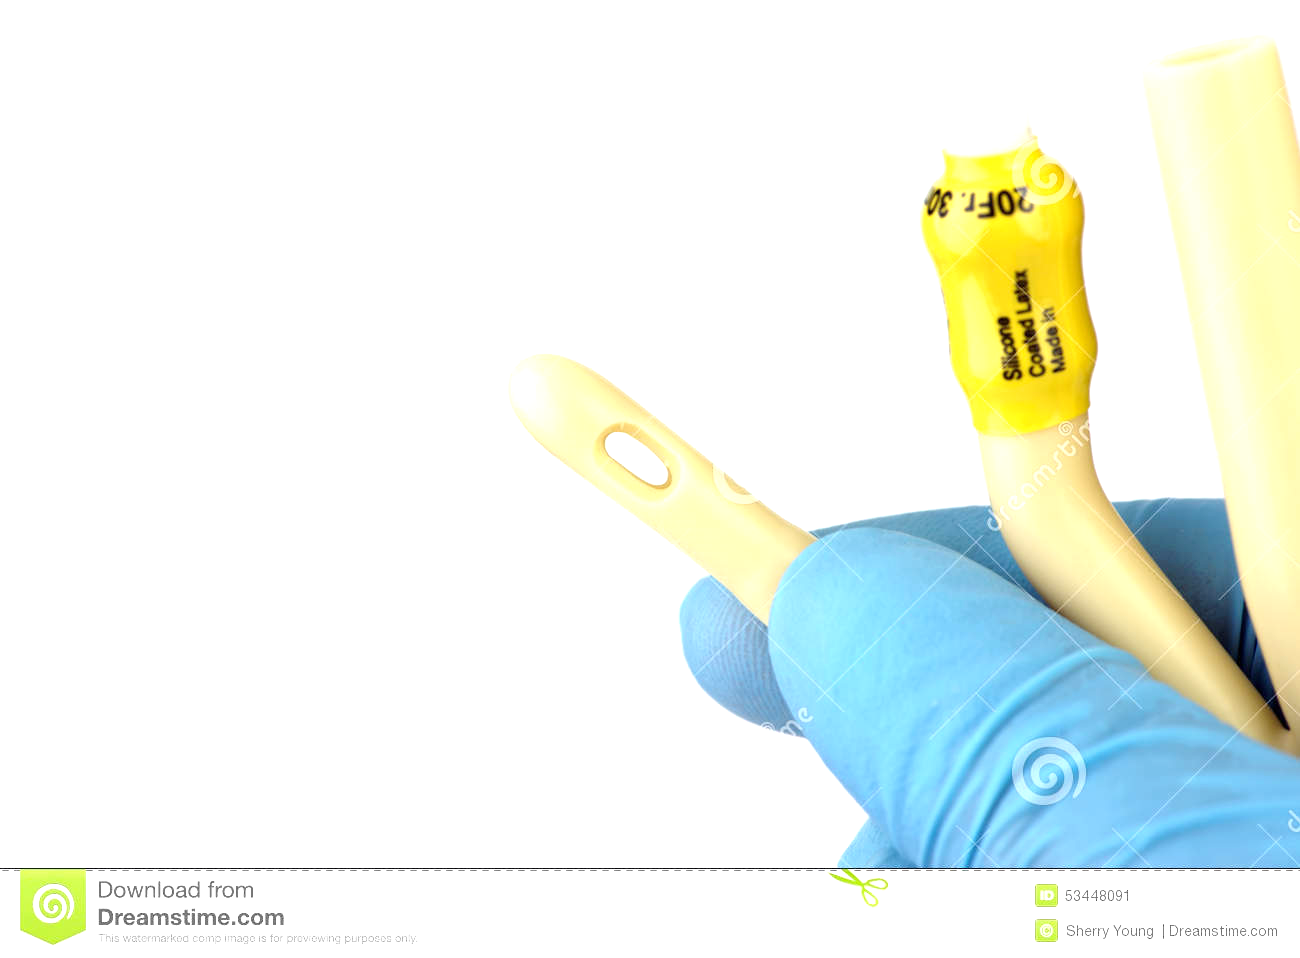 20Fr. 30
Silicone
Coated Latex
Made In
dreamstime
Download from
Dreamstime.com
This watermarked comp image is for previewing purposes only.
53448091
Sherry Young | Dreamstime.com